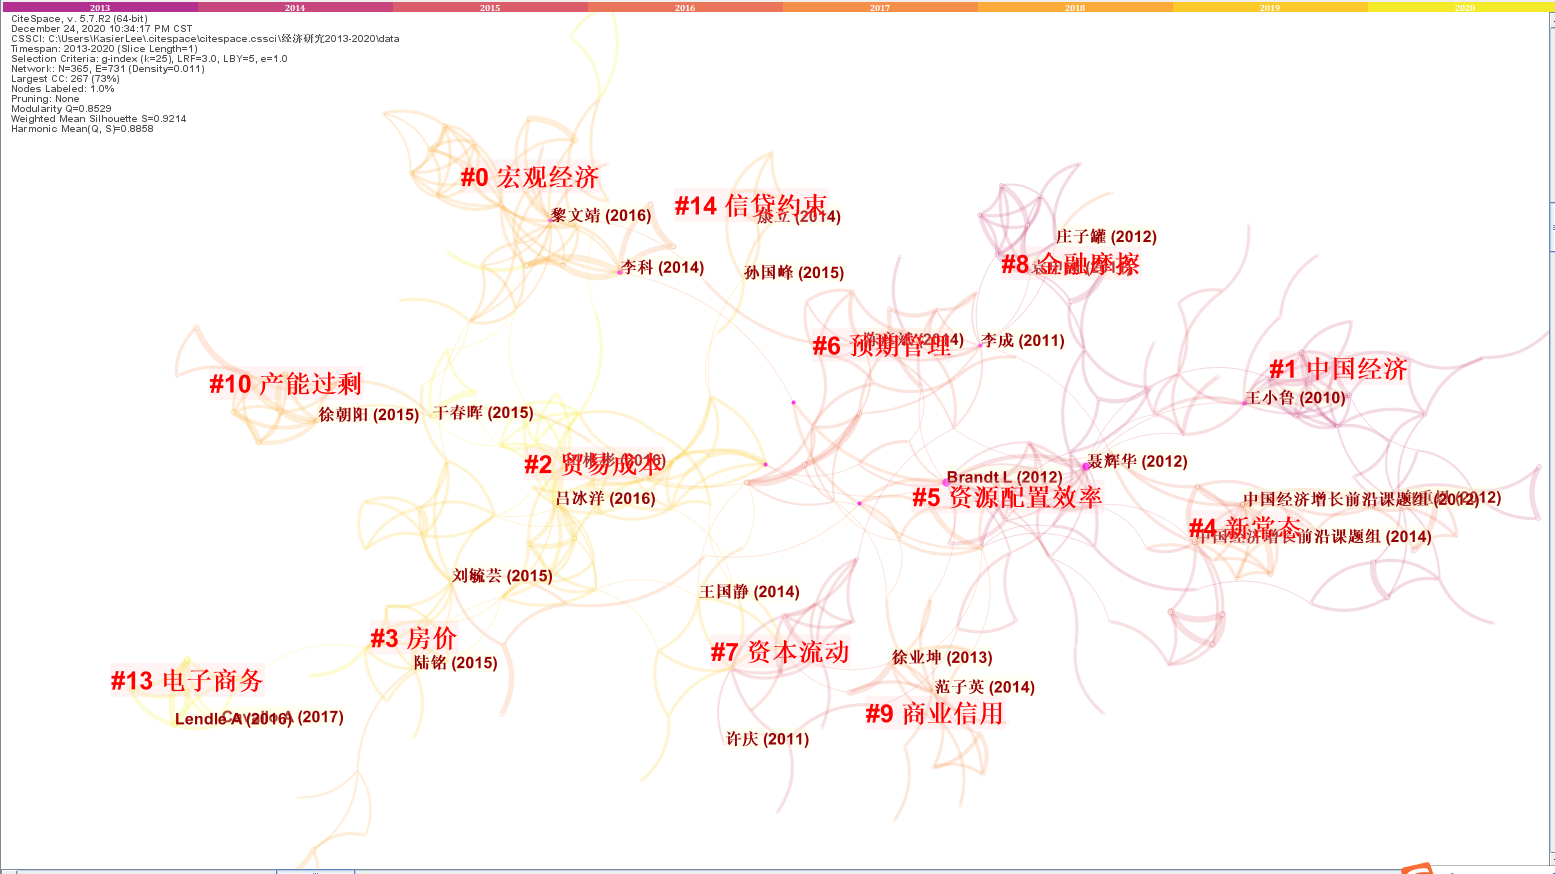 2013 2014 2015 2016 2017 2018 2019 2020
CiteSpace, v. 5.7.R2 (64-bit)
December 24, 2020 10:34:17 PM CST
CSSCI: C:\Users\KasierLee\.citespace\citespace.cssci\经济研究2013-2020\data
Timespan: 2013-2020 (Slice Length=1)
Selection Criteria: g-index (k=25), LRF=3.0, LBY=5, e=1.0
Network: N=365, E=731 (Density=0.011)
Largest CC: 267 (73%)
Nodes Labeled: 1.0%
Pruning: None
Modularity Q=0.8529
Weighted Mean Silhouette S=0.9214
Harmonic Mean(Q, S)=0.8858
#0 宏观经济
#14 信贷约束
黎文靖 (2016)
康立 (2014)
庄子罐 (2012)
#8 金融摩擦
李科 (2014)
孙国峰 (2015)
#6 预期管理
(2014)
李成 (2011)
#1 中国经济
#10 产能过剩
王小鲁 (2010)
徐朝阳 (2015)
干春晖 (2015)
#2 贸易成本
聂辉华 (2012)
Brandt L (2012)
#5 资源配置效率
吕冰洋 (2016)
中国经济增长前沿课题组 (2012)
(2012)
#4 新常态
中国经济增长前沿课题组 (2014)
刘毓芸 (2015)
王国静 (2014)
#3 房价
#7 资本流动
陆铭 (2015)
徐业坤 (2013)
#13 电子商务
范子英 (2014)
#9 商业信用
Lendle A (2016)
Cavallo A (2017)
许庆 (2011)